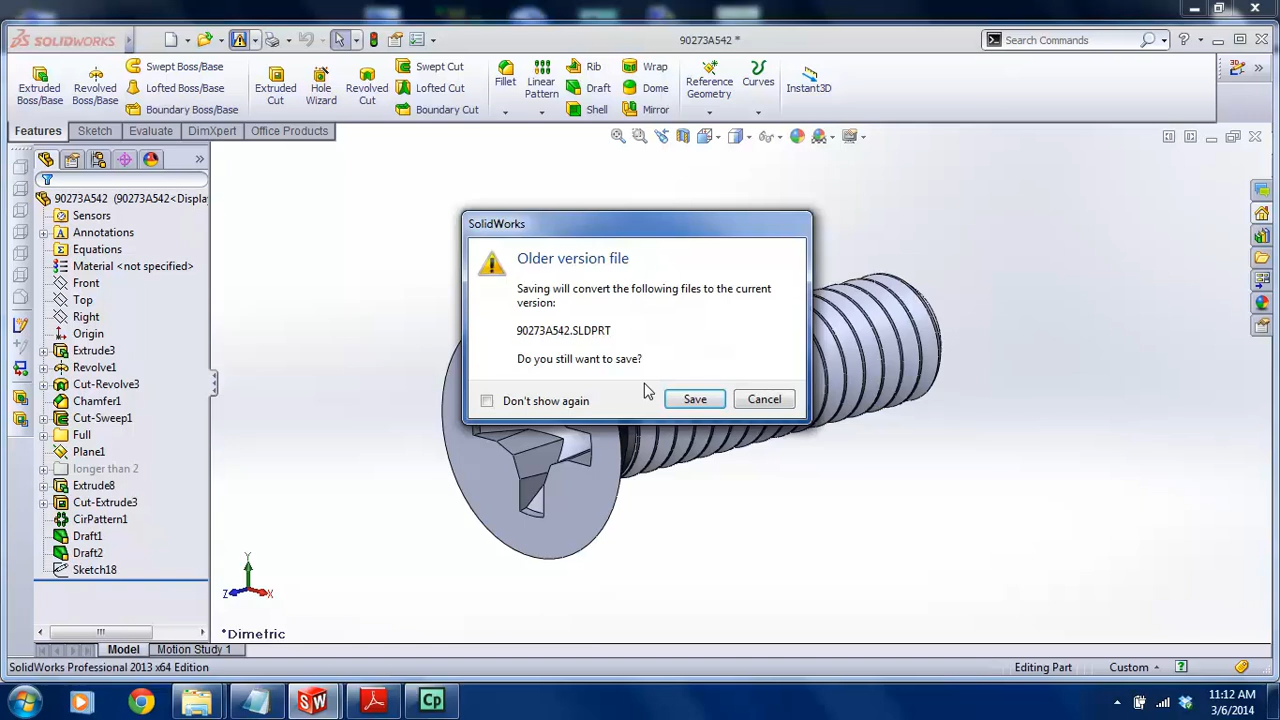 SOLIDWORKS
90273A542 *
Search Commands
Extruded Boss/Base
Revolved Boss/Base
Swept Boss/Base
Lofted Boss/Base
Boundary Boss/Base
Extruded Cut
Hole Wizard
Revolved Cut
Swept Cut
Lofted Cut
Boundary Cut
Fillet
Linear Pattern
Rib
Draft
Shell
Wrap
Dome
Mirror
Reference Geometry
Curves
Instant3D
Features
Sketch
Evaluate
DimXpert
Office Products
90273A542 (90273A542<Display
Sensors
Annotations
Equations
Material <not specified>
Front
Top
Right
Origin
Extrude3
Revolve1
Cut-Revolve3
Chamfer1
Cut-Sweep1
Full
Plane1
longer than 2
Extrude8
Cut-Extrude3
CirPattern1
Draft1
Draft2
Sketch18
SolidWorks
Older version file
Saving will convert the following files to the current
version:
90273A542.SLDPRT
Do you still want to save?
Don't show again
Save
Cancel
Y
Z
X
*Dimetric
Model
Motion Study 1
SolidWorks Professional 2013 x64 Edition
Editing Part
Custom
SW
Cp
11:12 AM
3/6/2014